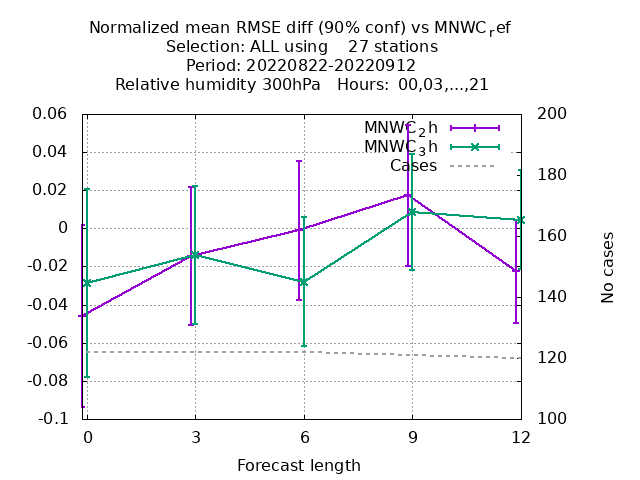 Normalized mean RMSE diff (90% conf) vs MNWC_ref
Selection: ALL using 27 stations
Period: 20220822-20220912
Relative humidity 300hPa Hours: 00,03,...,21
MNWC_2h
MNWC_3h
Cases
0.06
0.04
0.02
0
-0.02
-0.04
-0.06
-0.08
-0.1
200
180
160
140
120
100
No cases
0 3 6 9 12
Forecast length